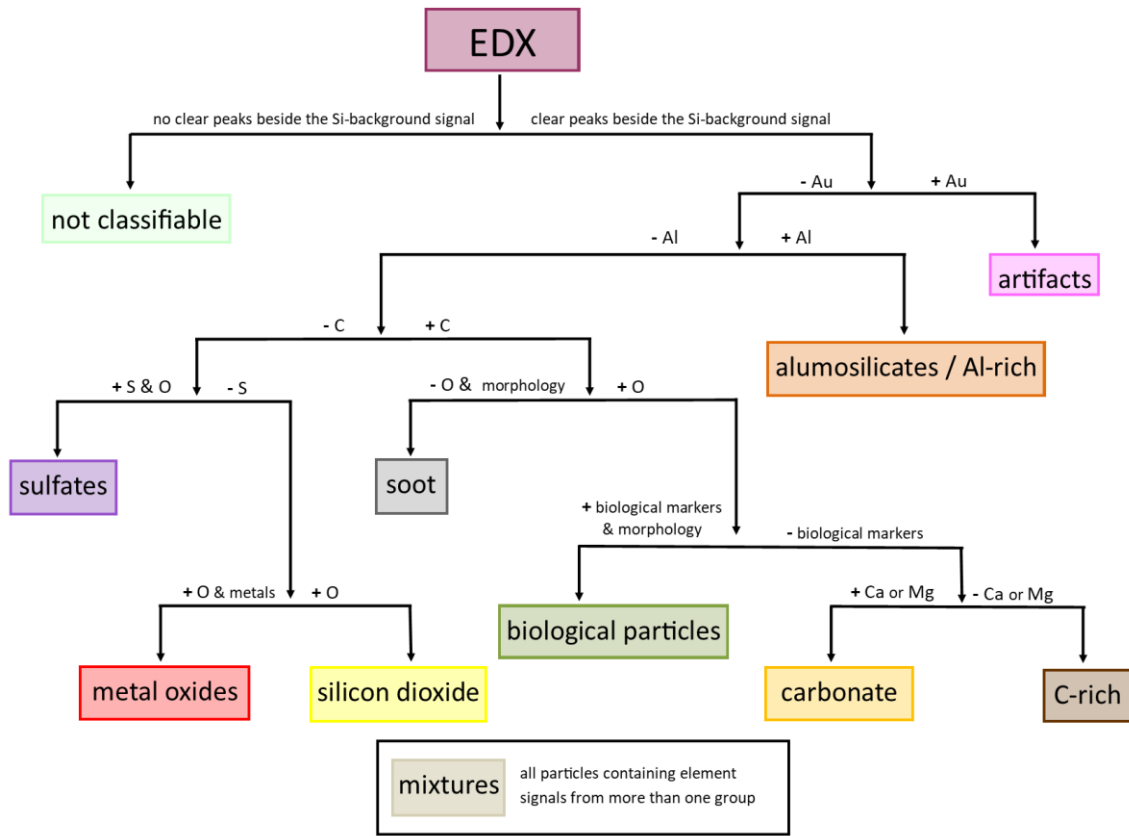 EDX
no clear peaks beside the Si-background signal
clear peaks beside the Si-background signal
- Au
+ Au
not classifiable
- Al
+ Al
artifacts
- C
+ C
alumosilicates / Al-rich
+ S & O
- S
- O & morphology
+ O
sulfates
soot
+ biological markers
& morphology
- biological markers
+ O & metals
+ O
biological particles
+ Ca or Mg
- Ca or Mg
metal oxides
silicon dioxide
carbonate
C-rich
mixtures
all particles containing element
signals from more than one group